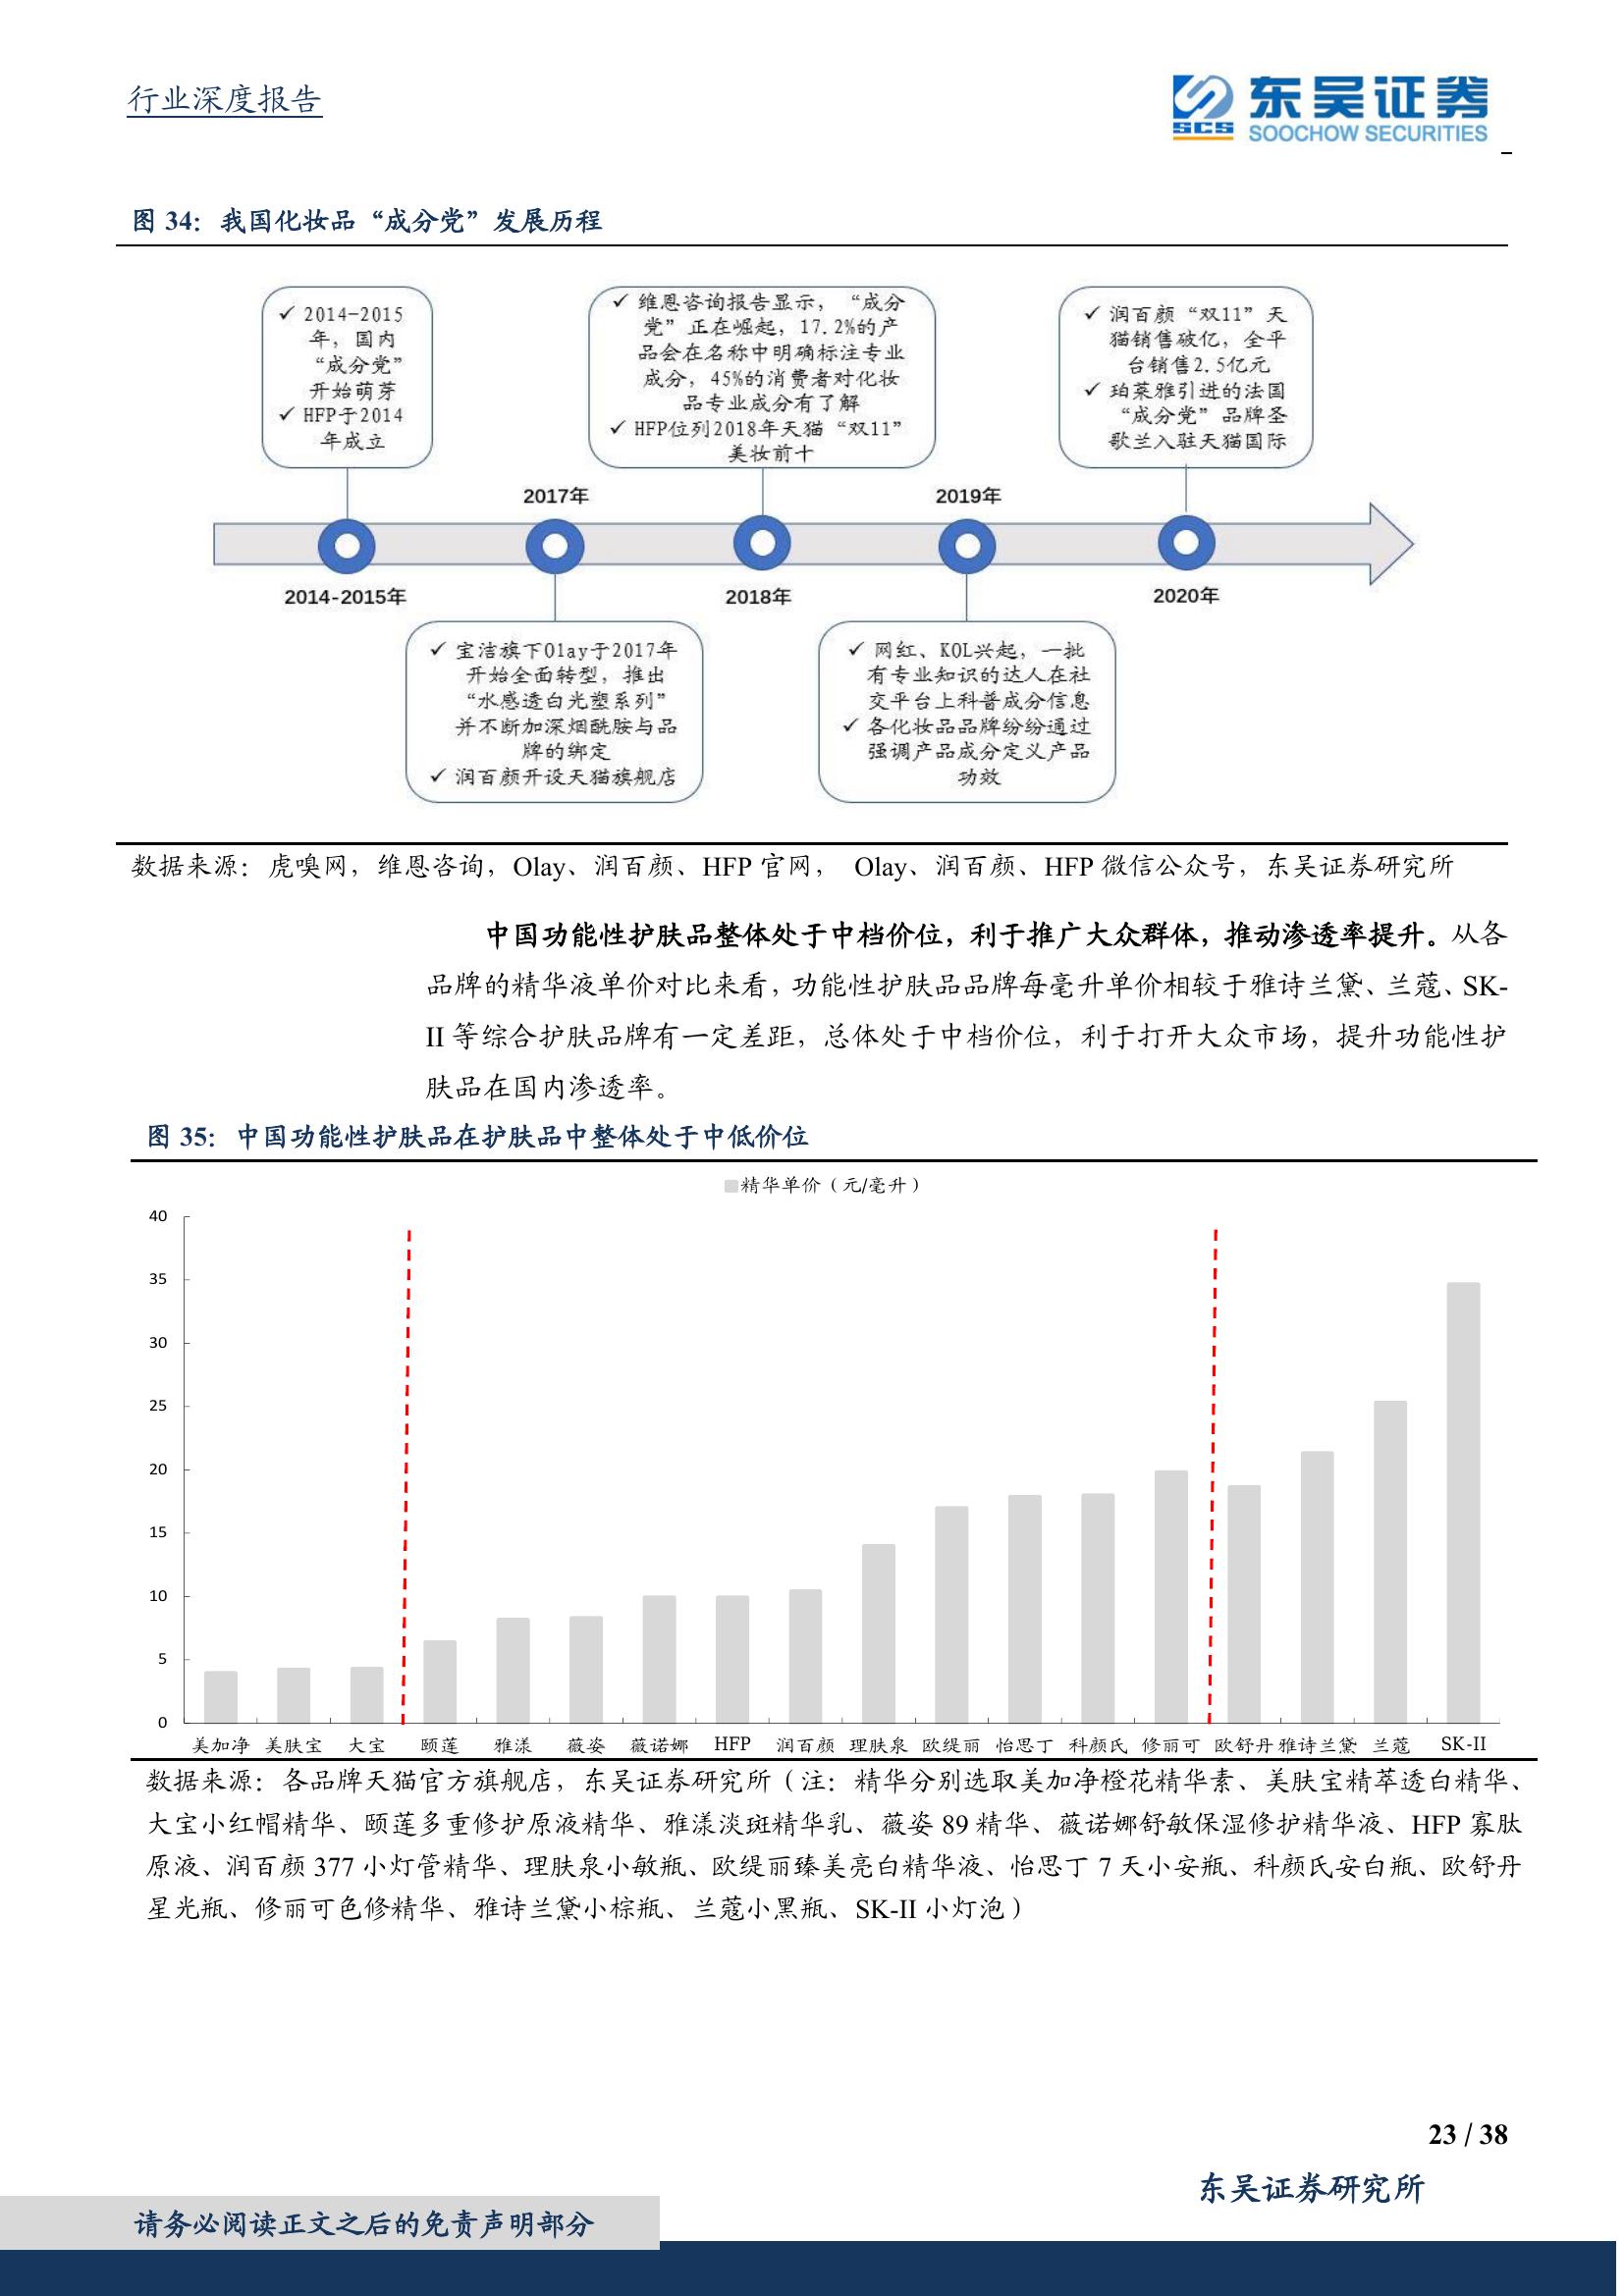 行业深度报告
东吴证券
SCS
SOOCHOW SECURITIES
图 34：我国化妆品“成分党”发展历程
✓ 2014-2015
年，国内
“成分党”
开始萌芽
✓ HFP于2014
年成立
✓ 维恩咨询报告显示，“成分
党”正在崛起，17.2%的产
品会在名称中明确标注专业
成分，45%的消费者对化妆
品专业成分有了解
✓ HFP位列2018年天猫“双11”
美妆前十
✓ 润百颜“双11”天
猫销售破亿，全平
台销售2.5亿元
✓ 珀莱雅引进的法国
“成分党”品牌圣
歌兰入驻天猫国际
2017年
2019年
2014-2015年
2018年
2020年
✓ 宝洁旗下Olay于2017年
开始全面转型，推出
“水感透白光塑系列”
并不断加深烟酰胺与品
牌的绑定
✓ 润百颜开设天猫旗舰店
✓ 网红、KOL兴起，一批
有专业知识的达人在社
交平台上科普成分信息
✓ 各化妆品品牌纷纷通过
强调产品成分定义产品
功效
数据来源：虎嗅网，维恩咨询，Olay、润百颜、HFP 官网， Olay、润百颜、HFP 微信公众号，东吴证券研究所
中国功能性护肤品整体处于中档价位，利于推广大众群体，推动渗透率提升。从各
品牌的精华液单价对比来看，功能性护肤品品牌每毫升单价相较于雅诗兰黛、兰蔻、SK-
II 等综合护肤品牌有一定差距，总体处于中档价位，利于打开大众市场，提升功能性护
肤品在国内渗透率。
图 35：中国功能性护肤品在护肤品中整体处于中低价位
精华单价（元/毫升）
40
35
30
25
20
15
10
5
0
美加净 美肤宝 大宝 颐莲 雅漾 薇姿 薇诺娜 HFP 润百颜 理肤泉 欧缇丽 怡思丁 科颜氏 修丽可 欧舒丹 雅诗兰黛 兰蔻 SK-II
数据来源：各品牌天猫官方旗舰店，东吴证券研究所（注：精华分别选取美加净橙花精华素、美肤宝精萃透白精华、
大宝小红帽精华、颐莲多重修护原液精华、雅漾淡斑精华乳、薇姿 89 精华、薇诺娜舒敏保湿修护精华液、HFP 寡肽
原液、润百颜 377 小灯管精华、理肤泉小敏瓶、欧缇丽臻美亮白精华液、怡思丁 7 天小安瓶、科颜氏安白瓶、欧舒丹
星光瓶、修丽可色修精华、雅诗兰黛小棕瓶、兰蔻小黑瓶、SK-II 小灯泡）
23 / 38
东吴证券研究所
请务必阅读正文之后的免责声明部分